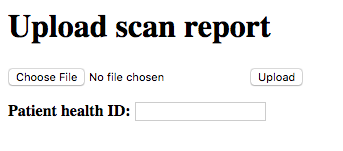 Upload scan report
Choose File No file chosen Upload
Patient health ID: